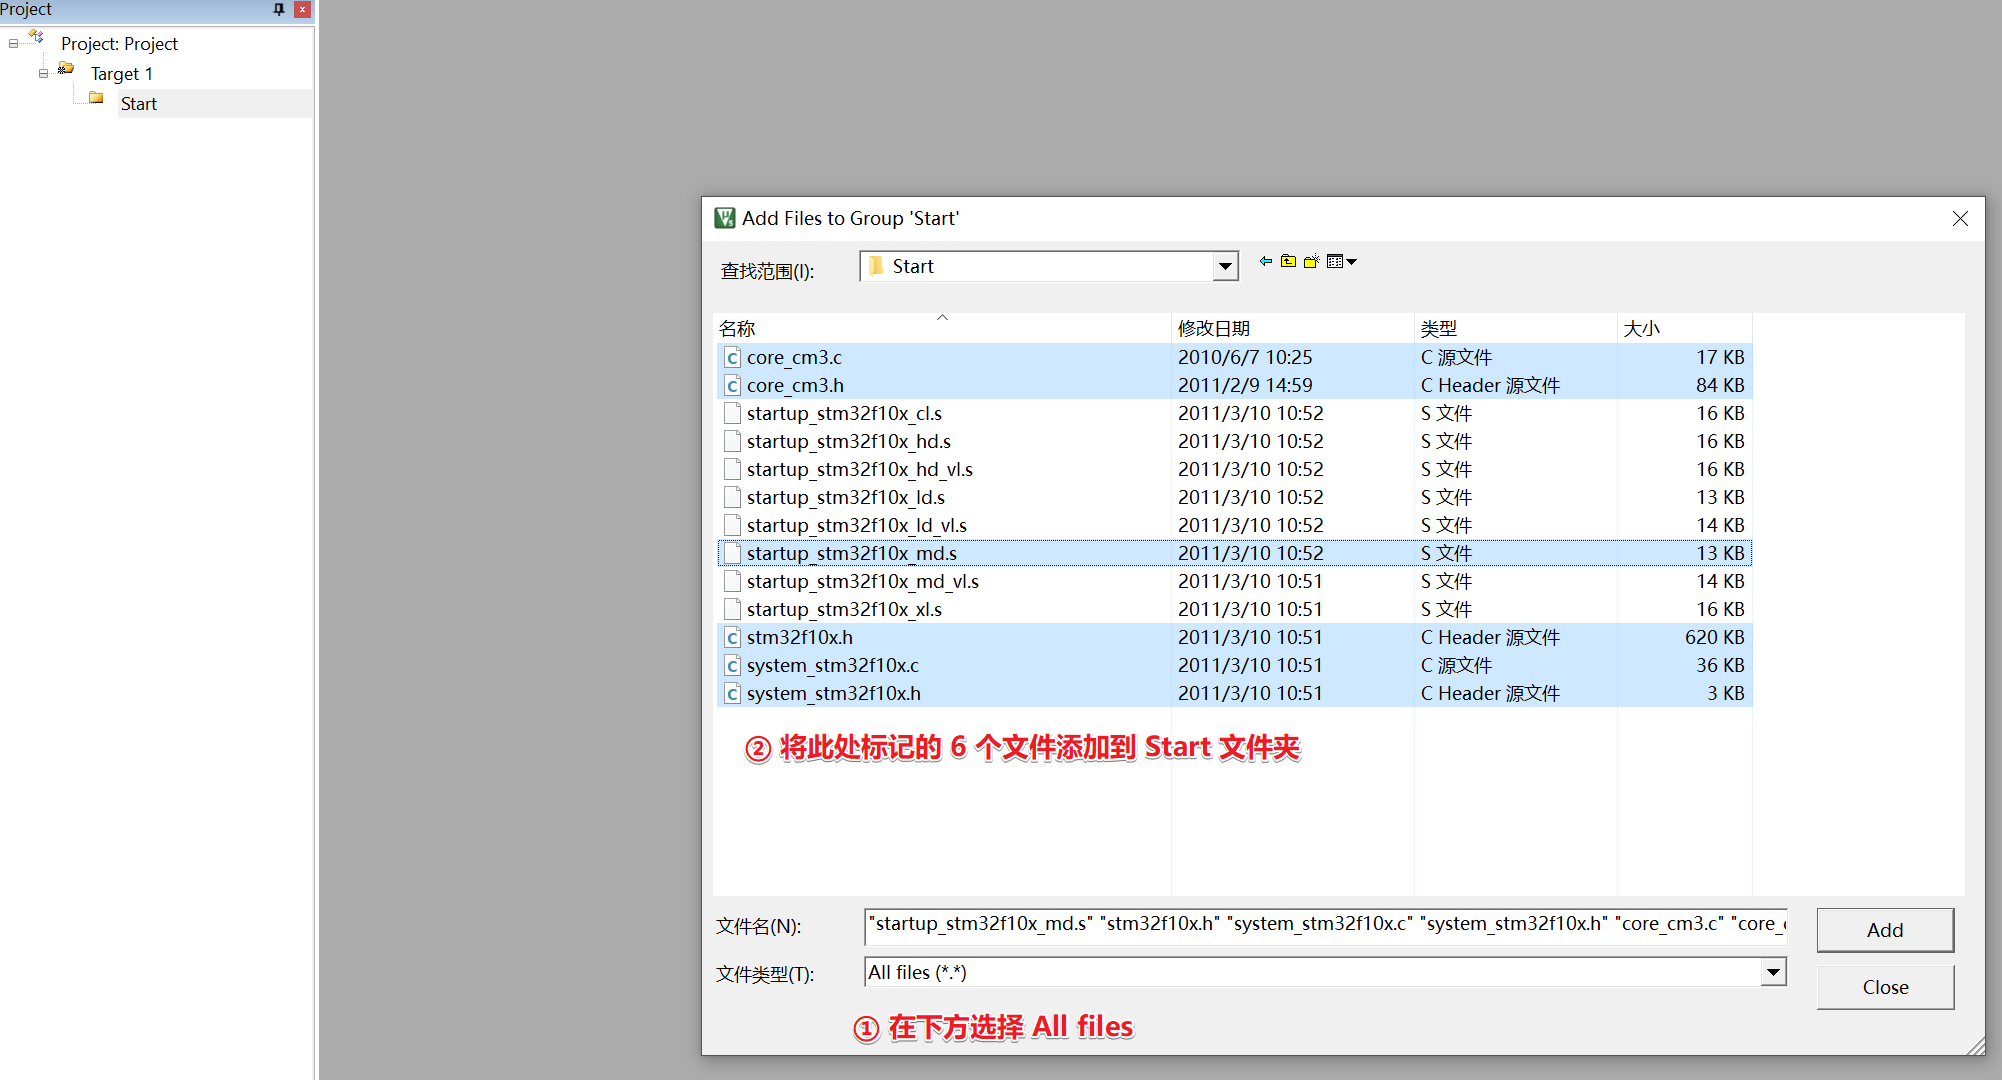 Project
Project: Project
Target 1
Start
Add Files to Group 'Start'
查找范围(I):
Start
名称 修改日期 类型 大小
core_cm3.c 2010/6/7 10:25 C 源文件 17 KB
core_cm3.h 2011/2/9 14:59 C Header 源文件 84 KB
startup_stm32f10x_cl.s 2011/3/10 10:52 S 文件 16 KB
startup_stm32f10x_hd.s 2011/3/10 10:52 S 文件 16 KB
startup_stm32f10x_hd_vl.s 2011/3/10 10:52 S 文件 16 KB
startup_stm32f10x_ld.s 2011/3/10 10:52 S 文件 13 KB
startup_stm32f10x_ld_vl.s 2011/3/10 10:52 S 文件 14 KB
startup_stm32f10x_md.s 2011/3/10 10:52 S 文件 13 KB
startup_stm32f10x_md_vl.s 2011/3/10 10:51 S 文件 14 KB
startup_stm32f10x_xl.s 2011/3/10 10:51 S 文件 16 KB
stm32f10x.h 2011/3/10 10:51 C Header 源文件 620 KB
system_stm32f10x.c 2011/3/10 10:51 C 源文件 36 KB
system_stm32f10x.h 2011/3/10 10:51 C Header 源文件 3 KB
② 将此处标记的 6 个文件添加到 Start 文件夹
文件名(N): "startup_stm32f10x_md.s" "stm32f10x.h" "system_stm32f10x.c" "system_stm32f10x.h" "core_cm3.c" "core_c
Add
文件类型(T): All files (*.*)
Close
① 在下方选择 All files